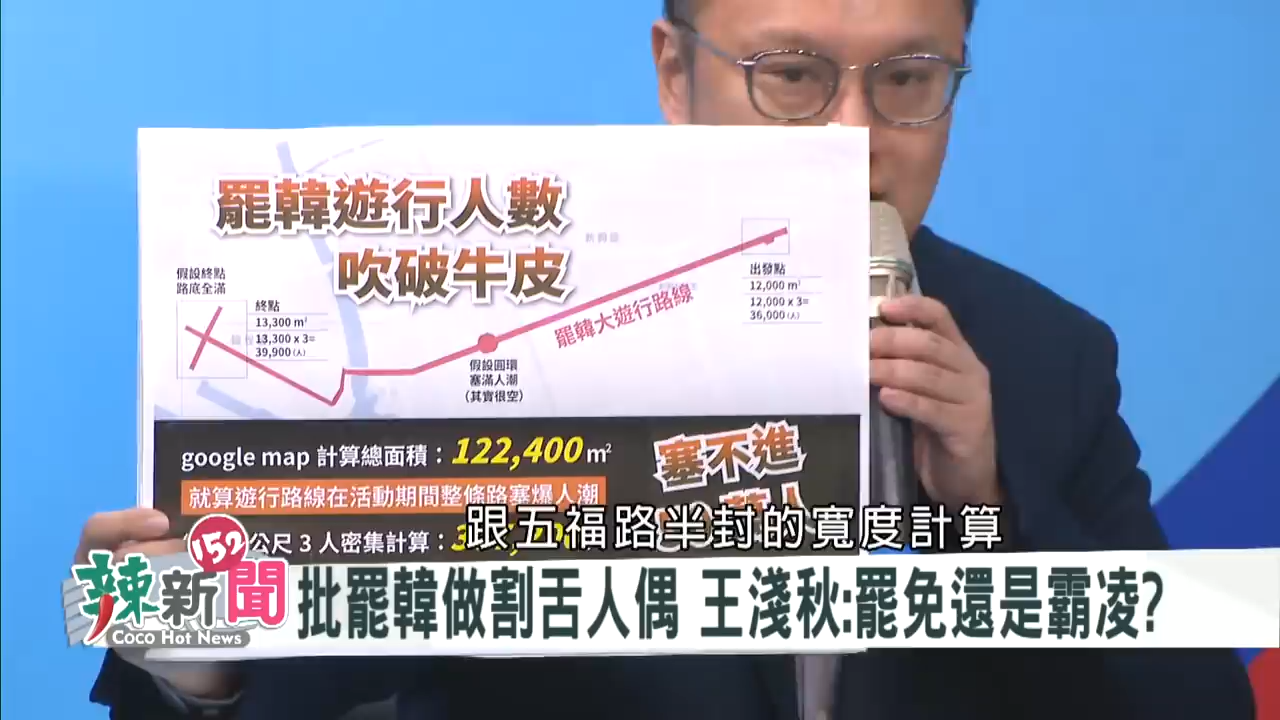 罷韓遊行人數
吹破牛皮
假設終點
路底全滿
終點
13,300 m²
13,300 x 3=
39,900 (人)
出發點
12,000 m²
12,000 x 3=
36,000 (人)
新興區
罷韓大遊行路線
假設圓環
塞滿人潮
(其實很空)
google map 計算總面積：122,400 m²
就算遊行路線在活動期間整條路塞爆人潮
塞不進
公尺 3 人密集計算：
跟五福路半封的寬度計算
152
辣新聞
Coco Hot News
批罷韓做割舌人偶 王淺秋:罷免還是霸凌?